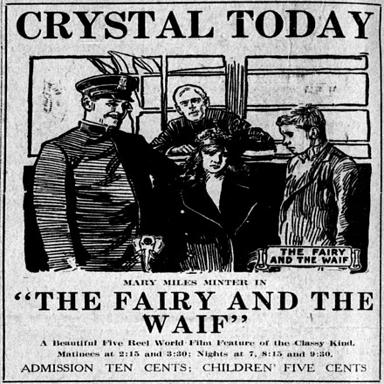 CRYSTAL TODAY
THE FAIRY
AND THE WAIF
MARY MILES MINTER IN
"THE FAIRY AND THE
WAIF"
A Beautiful Five Reel World Film Feature of the Classy Kind.
Matinees at 2:15 and 3:30; Nights at 7, 8:15 and 9:30.
ADMISSION TEN CENTS; CHILDREN' FIVE CENTS